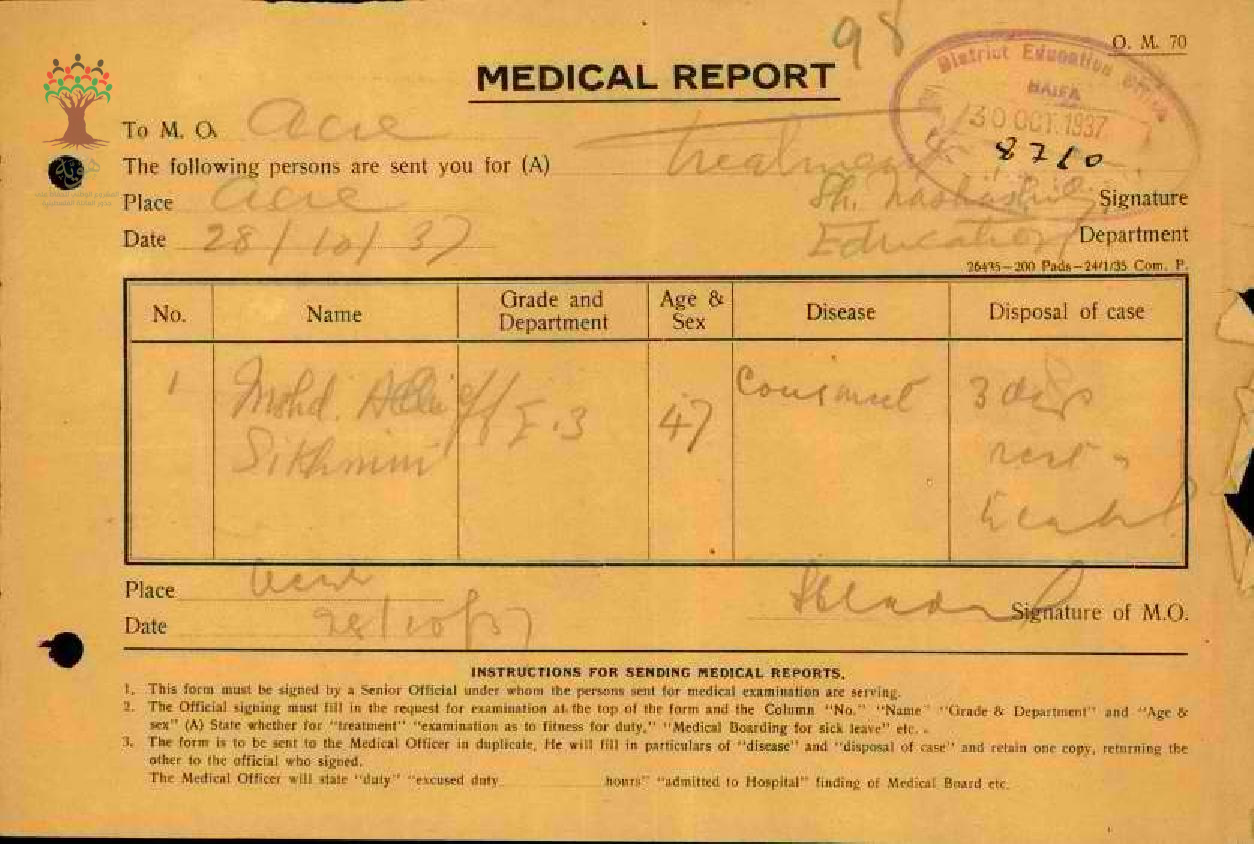 98
O. M. 70
MEDICAL REPORT
District Education Office
HAIFA
30 OCT. 1937
8710
To M. O. Acre
The following persons are sent you for (A) treatment
Place Acre
Sh. Signature
Date 28/10/37
Education Department
26435—200 Pads—24/1/35 Com. P.
No. Name Grade and Department Age & Sex Disease Disposal of case
1 Mohd. Eff I.3 47 3 days
rest
Place Acre
Signature of M.O.
Date 28/10/37
INSTRUCTIONS FOR SENDING MEDICAL REPORTS.
1. This form must be signed by a Senior Official under whom the persons sent for medical examination are serving.
2. The Official signing must fill in the request for examination at the top of the form and the Column "No." "Name" "Grade & Department" and "Age &
sex" (A) State whether for "treatment" "examination as to fitness for duty," "Medical Boarding for sick leave" etc.
3. The form is to be sent to the Medical Officer in duplicate. He will fill in particulars of "disease" and "disposal of case" and retain one copy, returning the
other to the official who signed.
The Medical Officer will state "duty" "excused duty hours" "admitted to Hospital" finding of Medical Board etc.